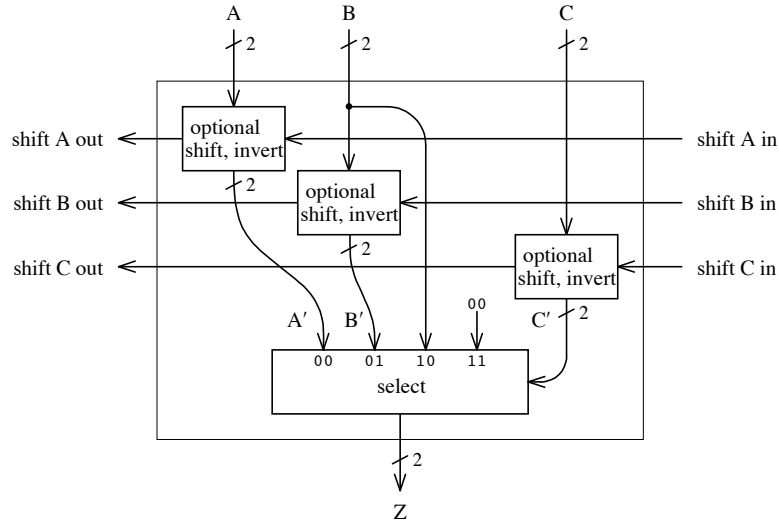 A B C
2 2 2
shift A out optional shift A in
shift, invert
2
shift B out optional shift B in
shift, invert
2
shift C out optional shift C in
shift, invert
00
A′ B′ C′ 2
00 01 10 11
select
2
Z